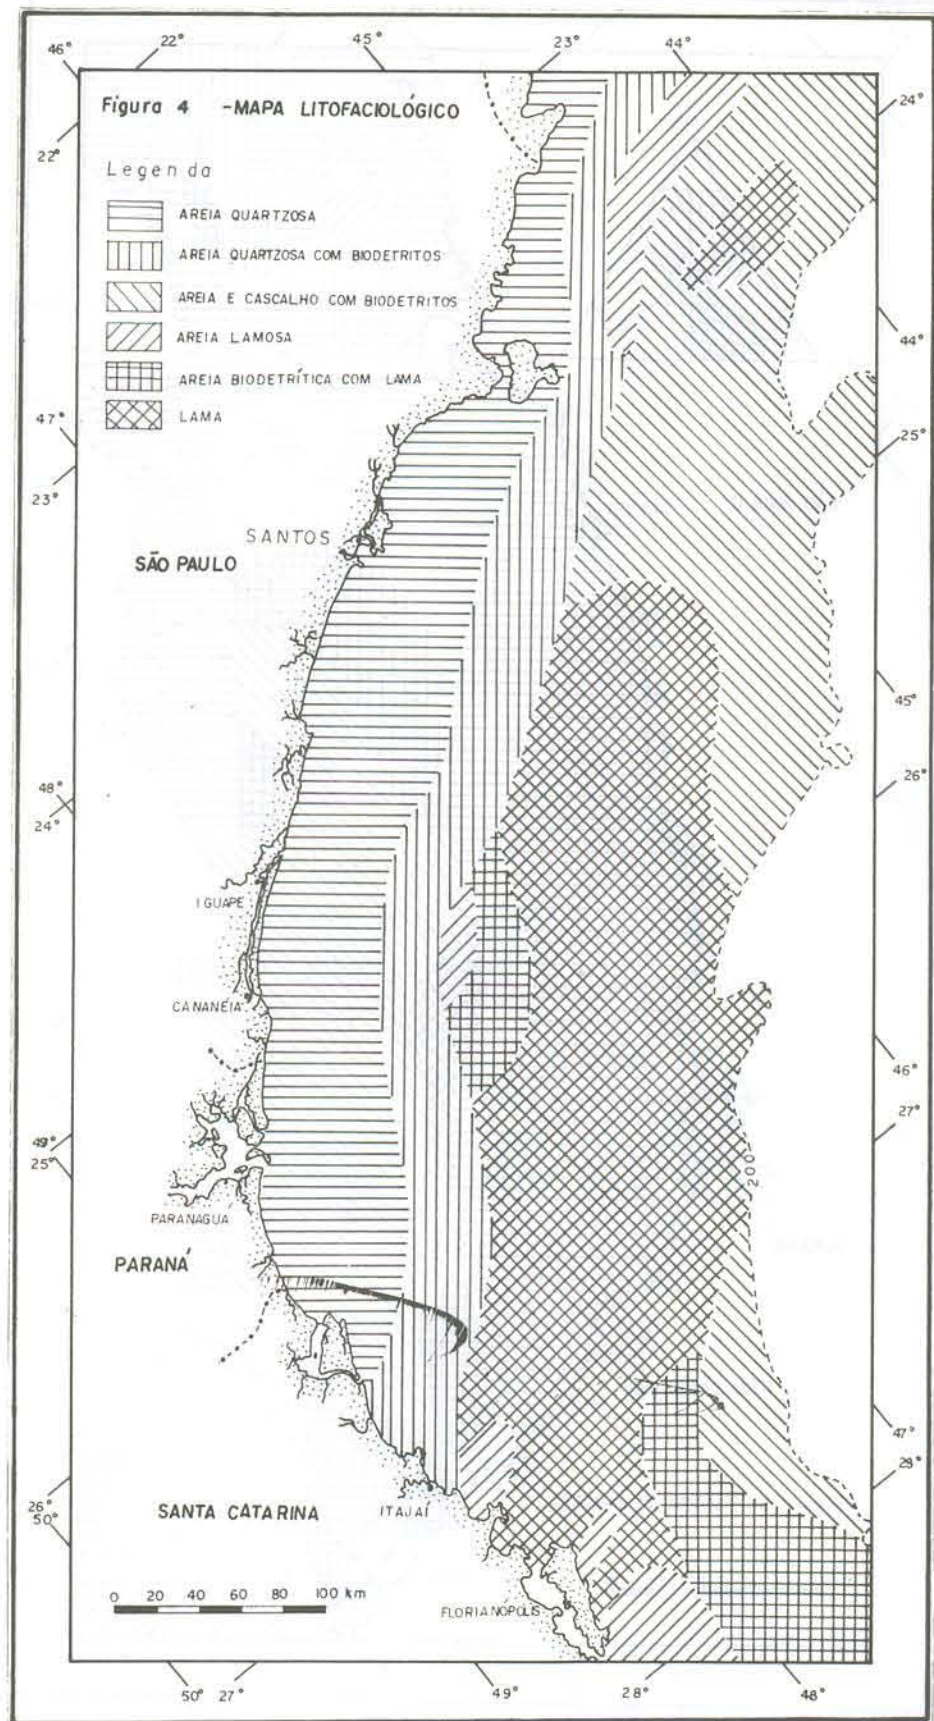 46° 22° 45° 23° 44°
Figura 4 -MAPA LITOFACIOLÓGICO
24°
22°
Legenda
AREIA QUARTZOSA
AREIA QUARTZOSA COM BIODETRITOS
AREIA E CASCALHO COM BIODETRITOS
AREIA LAMOSA
44°
AREIA BIODETRÍTICA COM LAMA
LAMA
47°
25°
23°
SANTOS
SÃO PAULO
45°
48°
26°
24°
IGUAPE
CANANÉIA
46°
27°
49°
25°
200
PARANAGUÁ
PARANÁ
47°
28°
26°
50°
SANTA CATARINA
ITAJAÍ
0 20 40 60 80 100 km
FLORIANÓPOLIS
50° 27° 49° 28° 48°